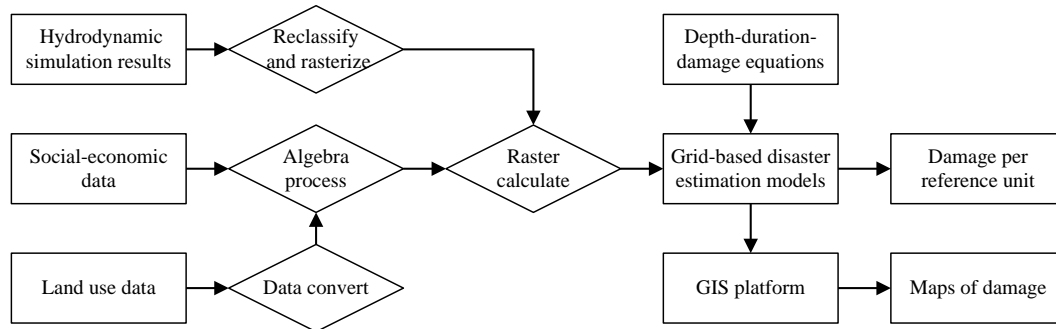 Hydrodynamic
simulation results
Reclassify
and rasterize
Depth-duration-
damage equations
Social-economic
data
Algebra
process
Raster
calculate
Grid-based disaster
estimation models
Damage per
reference unit
Land use data
Data convert
GIS platform
Maps of damage